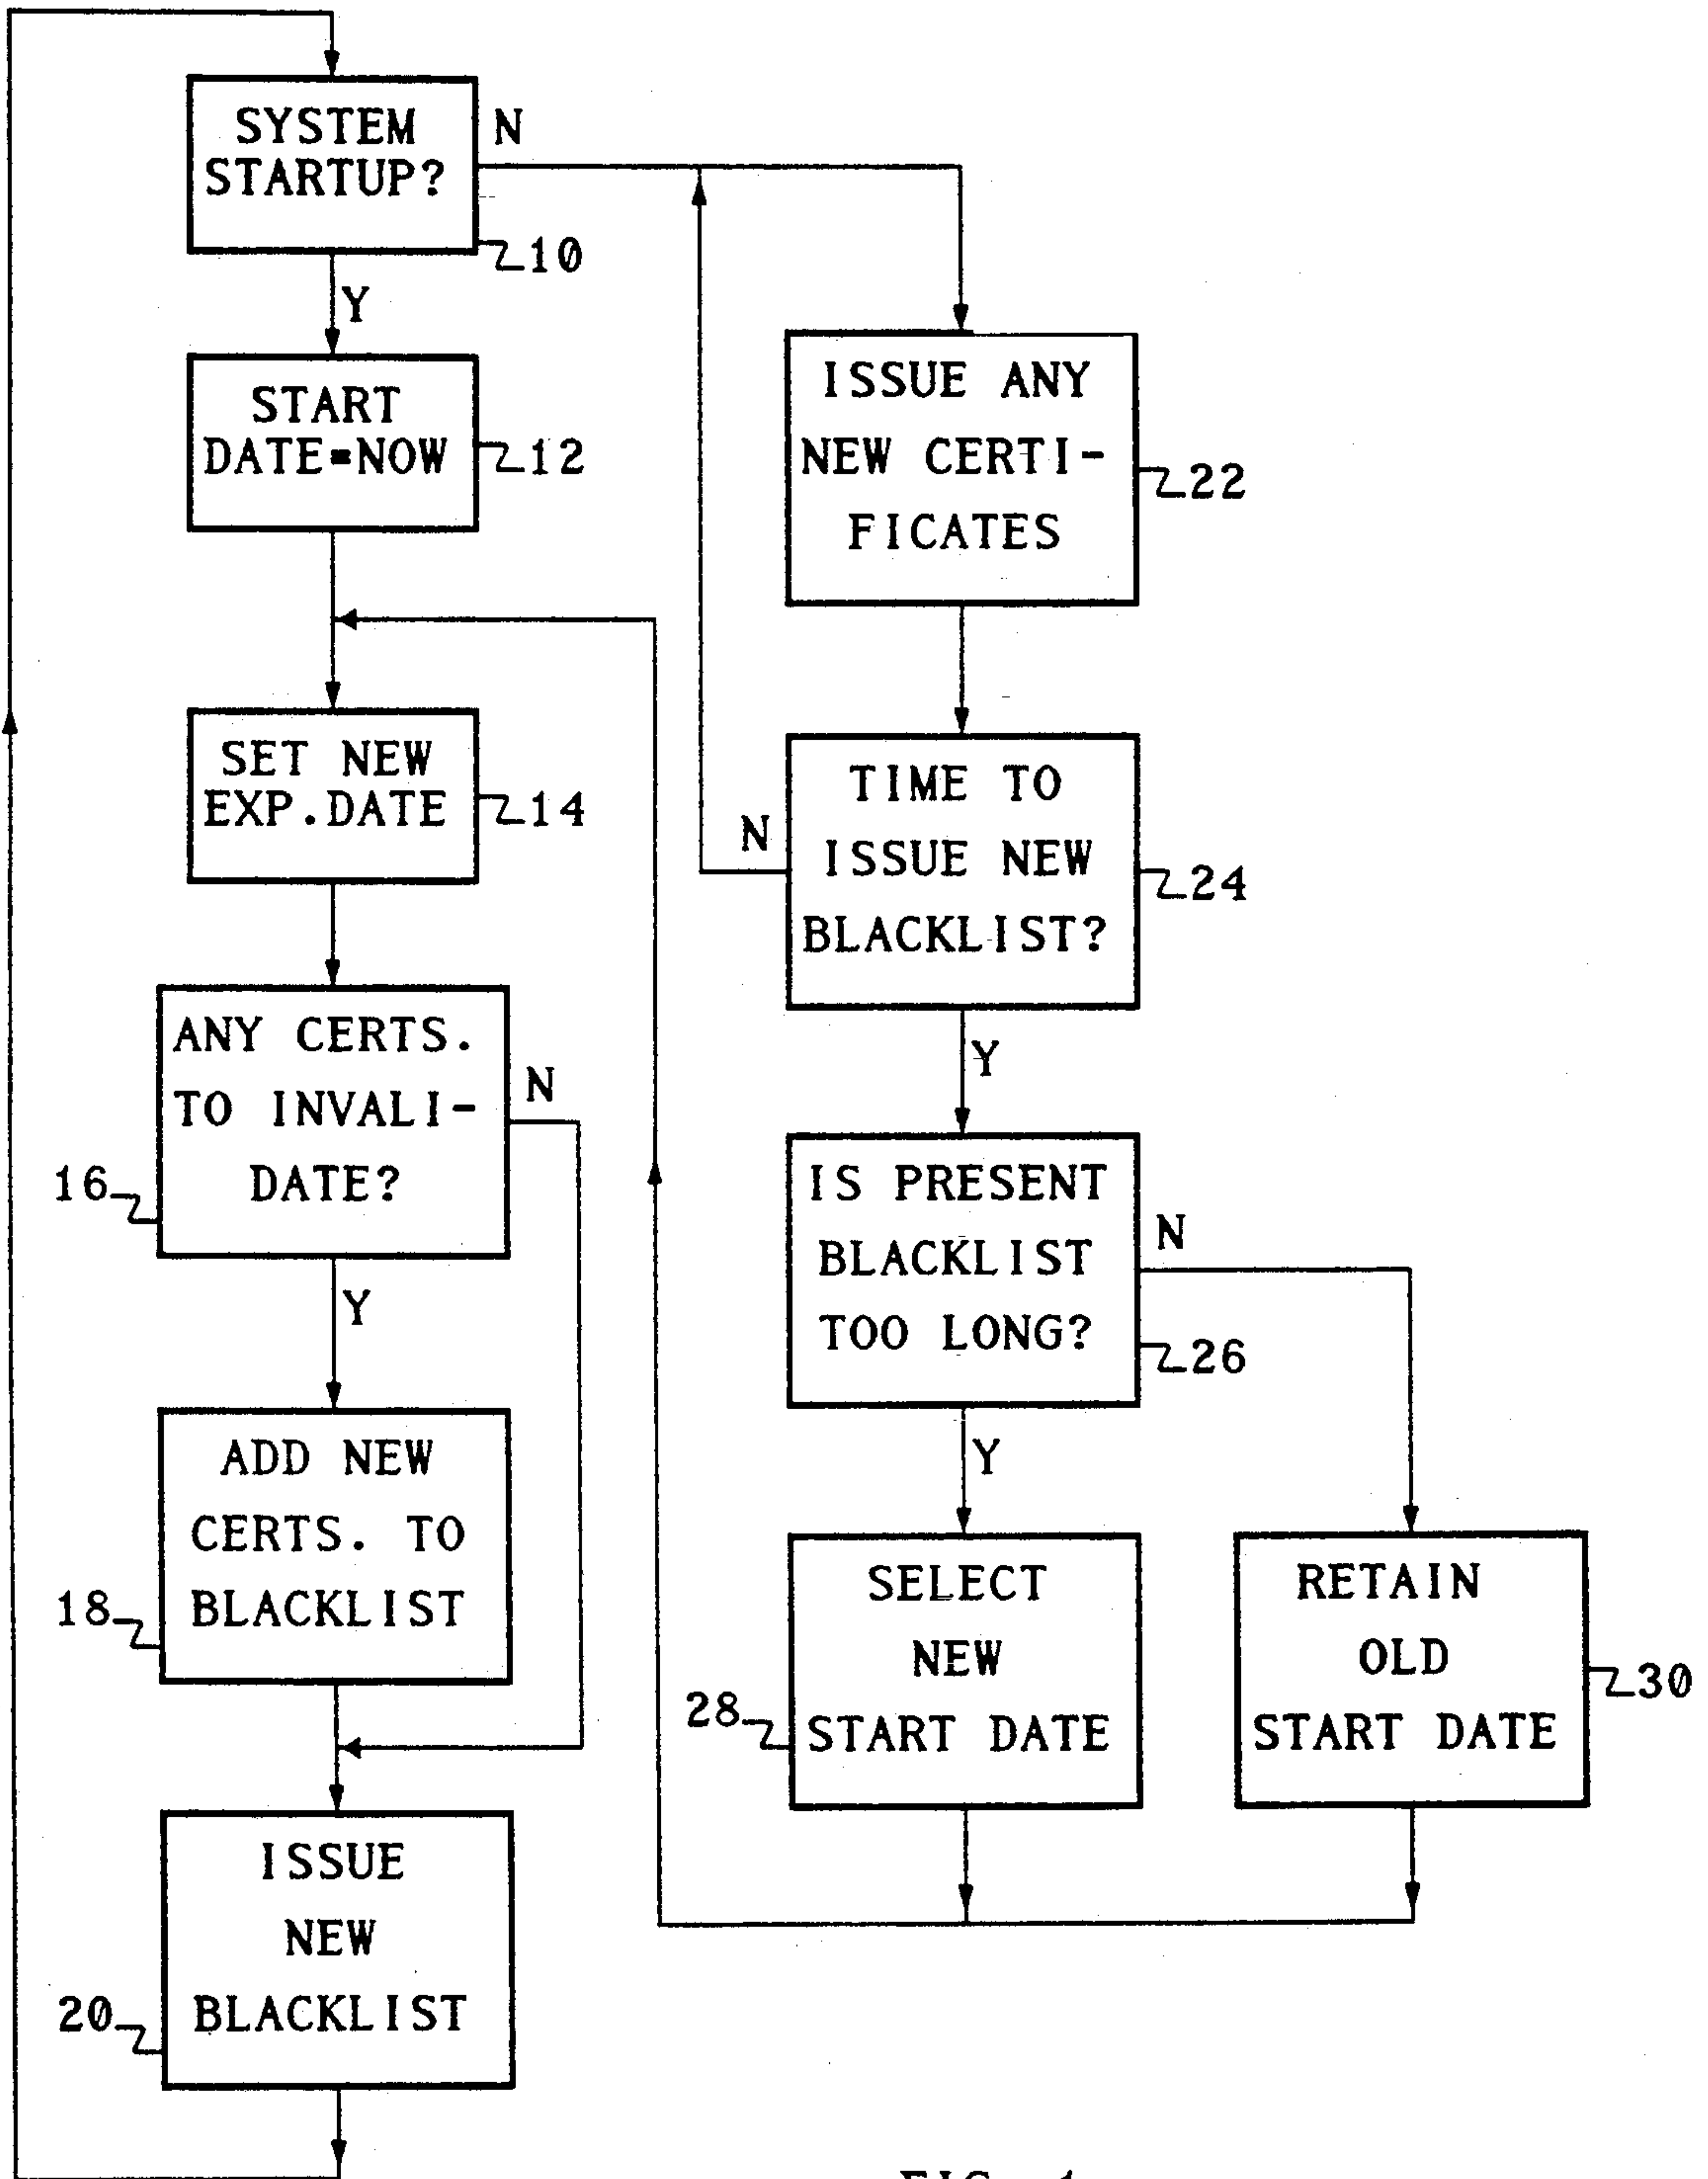 SYSTEM
STARTUP?
N
10
Y
START
DATE=NOW
12
SET NEW
EXP.DATE
14
ANY CERTS.
TO INVALI-
DATE?
N
16
Y
ADD NEW
CERTS. TO
BLACKLIST
18
ISSUE
NEW
BLACKLIST
20
ISSUE ANY
NEW CERTI-
FICATES
22
TIME TO
ISSUE NEW
BLACKLIST?
N
24
Y
IS PRESENT
BLACKLIST
TOO LONG?
N
26
Y
SELECT
NEW
START DATE
28
RETAIN
OLD
START DATE
30
FIG. 1